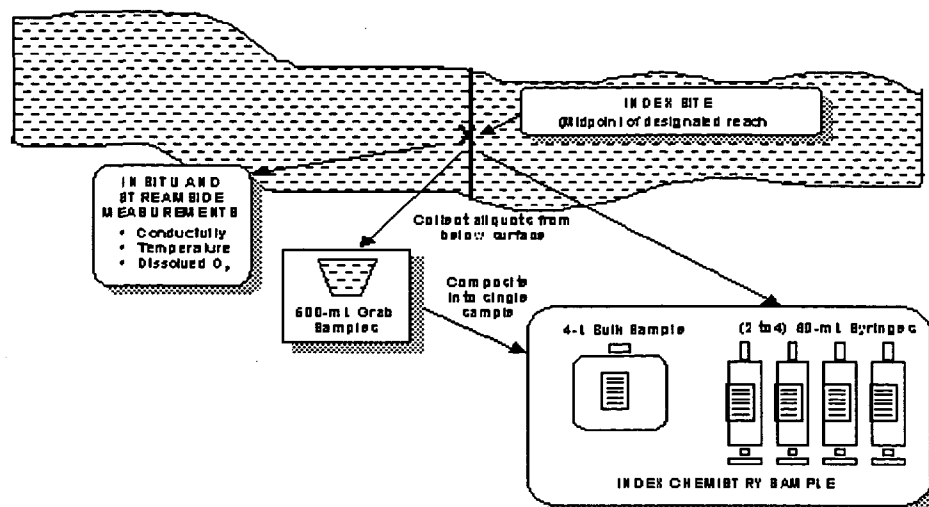 INDEX SITE
(Midpoint of designated reach
IN SITU AND
STREAMSIDE
MEASUREMENTS
• Conductivity
• Temperature
• Dissolved O₂
Collect aliquot from
below surface
500-mL Grab
Samples
Composite
into single
sample
4-L Bulk Sample
(2 to 4) 60-mL Syringes
INDEX CHEMISTRY SAMPLE